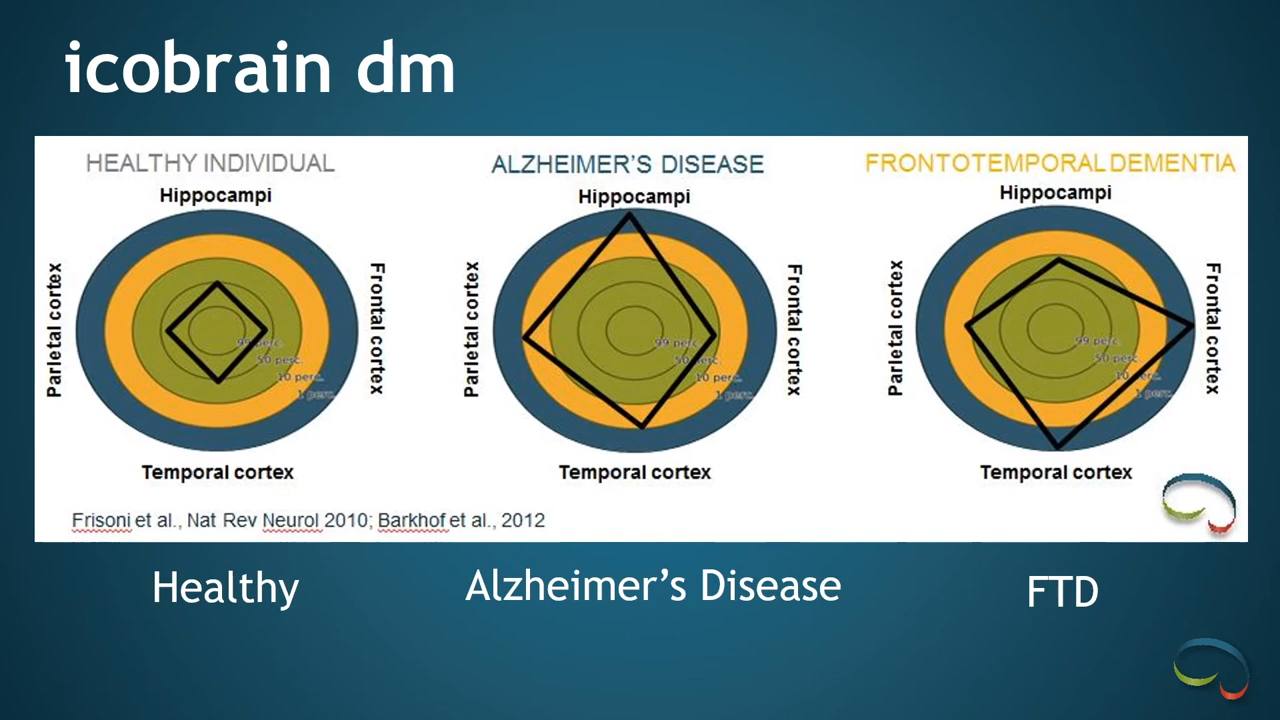 icobrain dm
HEALTHY INDIVIDUAL
Hippocampi
Parietal cortex
Frontal cortex
99 perc.
50 perc.
10 perc.
1 perc.
Temporal cortex
ALZHEIMER'S DISEASE
Hippocampi
Parietal cortex
Frontal cortex
99 perc.
50 perc.
10 perc.
1 perc.
Temporal cortex
FRONTOTEMPORAL DEMENTIA
Hippocampi
Parietal cortex
Frontal cortex
99 perc.
50 perc.
10 perc.
1 perc.
Temporal cortex
Frisoni et al., Nat Rev Neurol 2010; Barkhof et al., 2012
Healthy
Alzheimer’s Disease
FTD